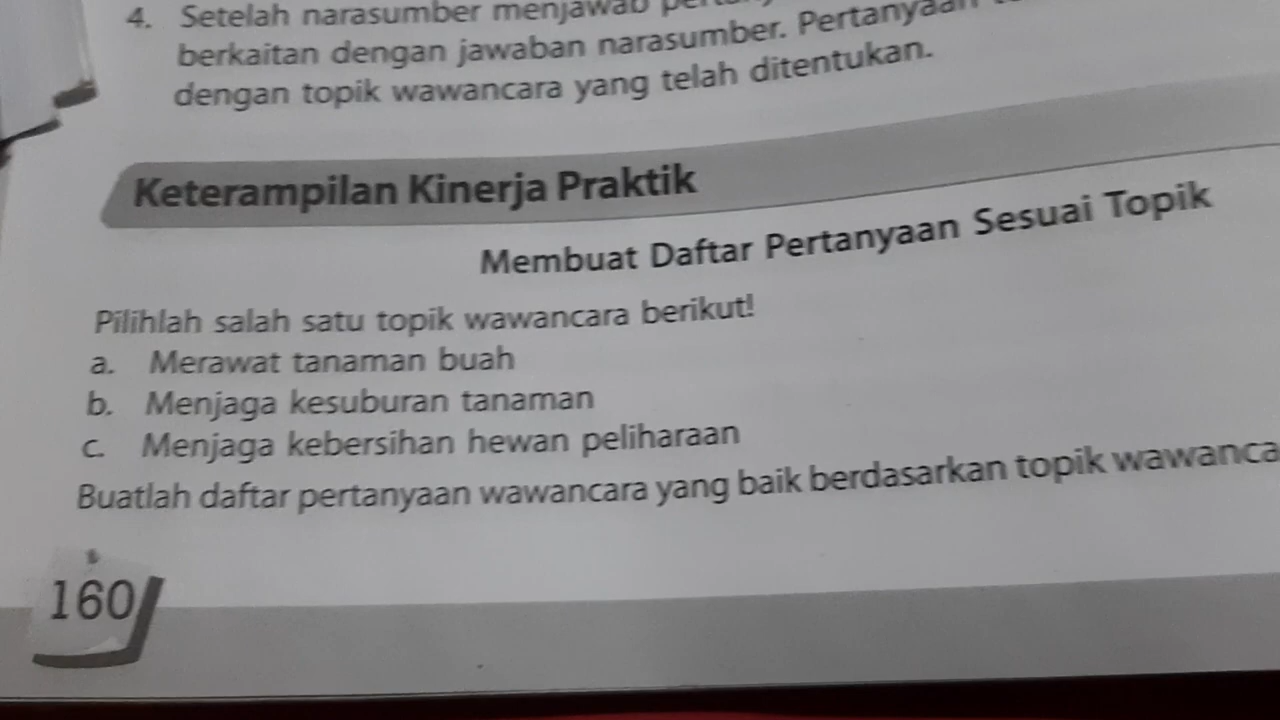 4. Setelah narasumber menjawab
berkaitan dengan jawaban narasumber. Pertanyaan
dengan topik wawancara yang telah ditentukan.
Keterampilan Kinerja Praktik
Membuat Daftar Pertanyaan Sesuai Topik
Pilihlah salah satu topik wawancara berikut!
a. Merawat tanaman buah
b. Menjaga kesuburan tanaman
c. Menjaga kebersihan hewan peliharaan
Buatlah daftar pertanyaan wawancara yang baik berdasarkan topik wawanca
160